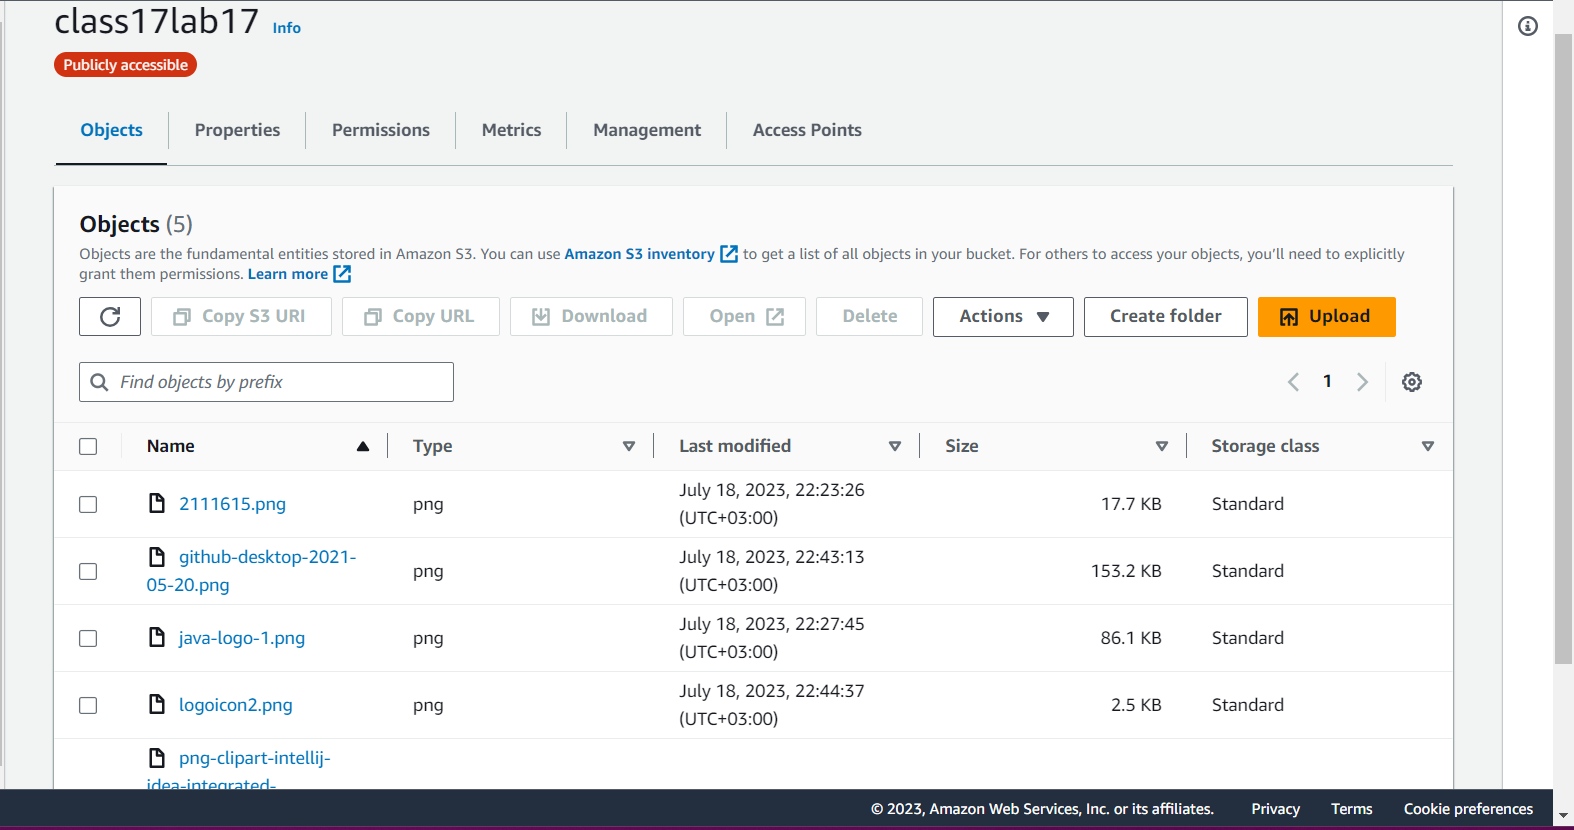 class17lab17 Info
Publicly accessible
Objects Properties Permissions Metrics Management Access Points
Objects (5)
Objects are the fundamental entities stored in Amazon S3. You can use Amazon S3 inventory to get a list of all objects in your bucket. For others to access your objects, you’ll need to explicitly
grant them permissions. Learn more
Copy S3 URI Copy URL Download Open Delete Actions Create folder Upload
Find objects by prefix 1
Name Type Last modified Size Storage class
2111615.png png July 18, 2023, 22:23:26 17.7 KB Standard
(UTC+03:00)
github-desktop-2021- png July 18, 2023, 22:43:13 153.2 KB Standard
05-20.png (UTC+03:00)
java-logo-1.png png July 18, 2023, 22:27:45 86.1 KB Standard
(UTC+03:00)
logoicon2.png png July 18, 2023, 22:44:37 2.5 KB Standard
(UTC+03:00)
png-clipart-intellij-
idea-integrated-
© 2023, Amazon Web Services, Inc. or its affiliates. Privacy Terms Cookie preferences